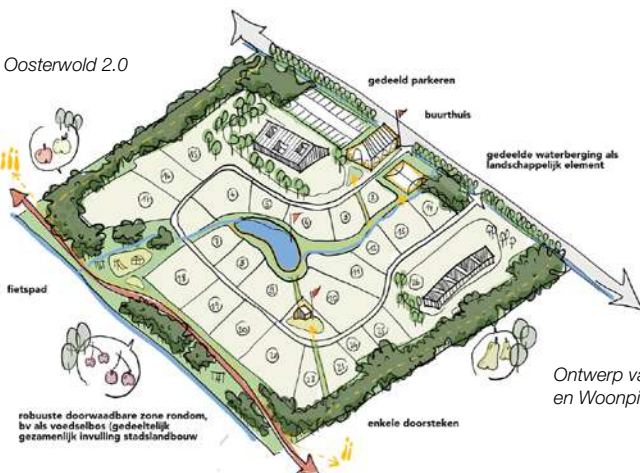 Oosterwold 2.0
gedeeld parkeren
buurthuis
gedeelde waterberging als
landschappelijk element
fietspad
robuuste doorwaadbare zone rondom,
bv als voedselbos (gedeeltelijk
gezamenlijk invulling stadslandbouw
enkele doorsteken
Ontwerp va
en Woonpi